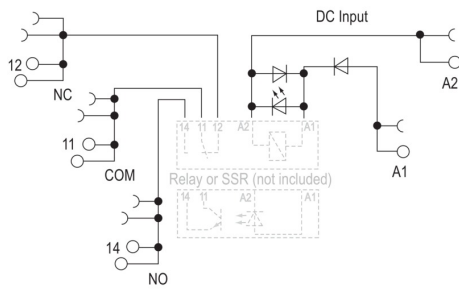 DC Input
12
NC
A2
11
COM
14 11 12 A2 A1
A1
Relay or SSR (not included)
14 11 A2 A1
14
NO